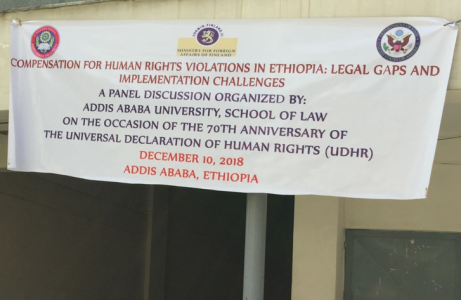 MINISTRY FOR FOREIGN
AFFAIRS OF FINLAND
COMPENSATION FOR HUMAN RIGHTS VIOLATIONS IN ETHIOPIA: LEGAL GAPS AND
IMPLEMENTATION CHALLENGES
A PANEL DISCUSSION ORGANIZED BY:
ADDIS ABABA UNIVERSITY, SCHOOL OF LAW
ON THE OCCASION OF THE 70TH ANNIVERSARY OF
THE UNIVERSAL DECLARATION OF HUMAN RIGHTS (UDHR)
DECEMBER 10, 2018
ADDIS ABABA, ETHIOPIA